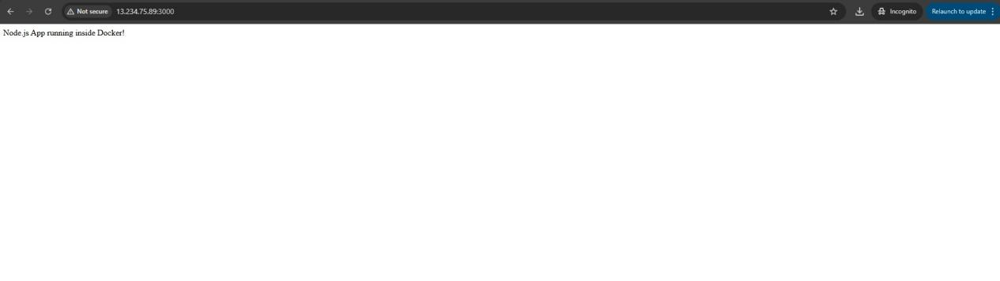 Not secure 13.234.75.89:3000 Incognito Relaunch to update
Node.js App running inside Docker!